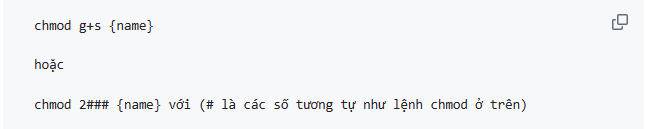 chmod g+s {name}
hoặc
chmod 2### {name} với (# là các số tương tự như lệnh chmod ở trên)